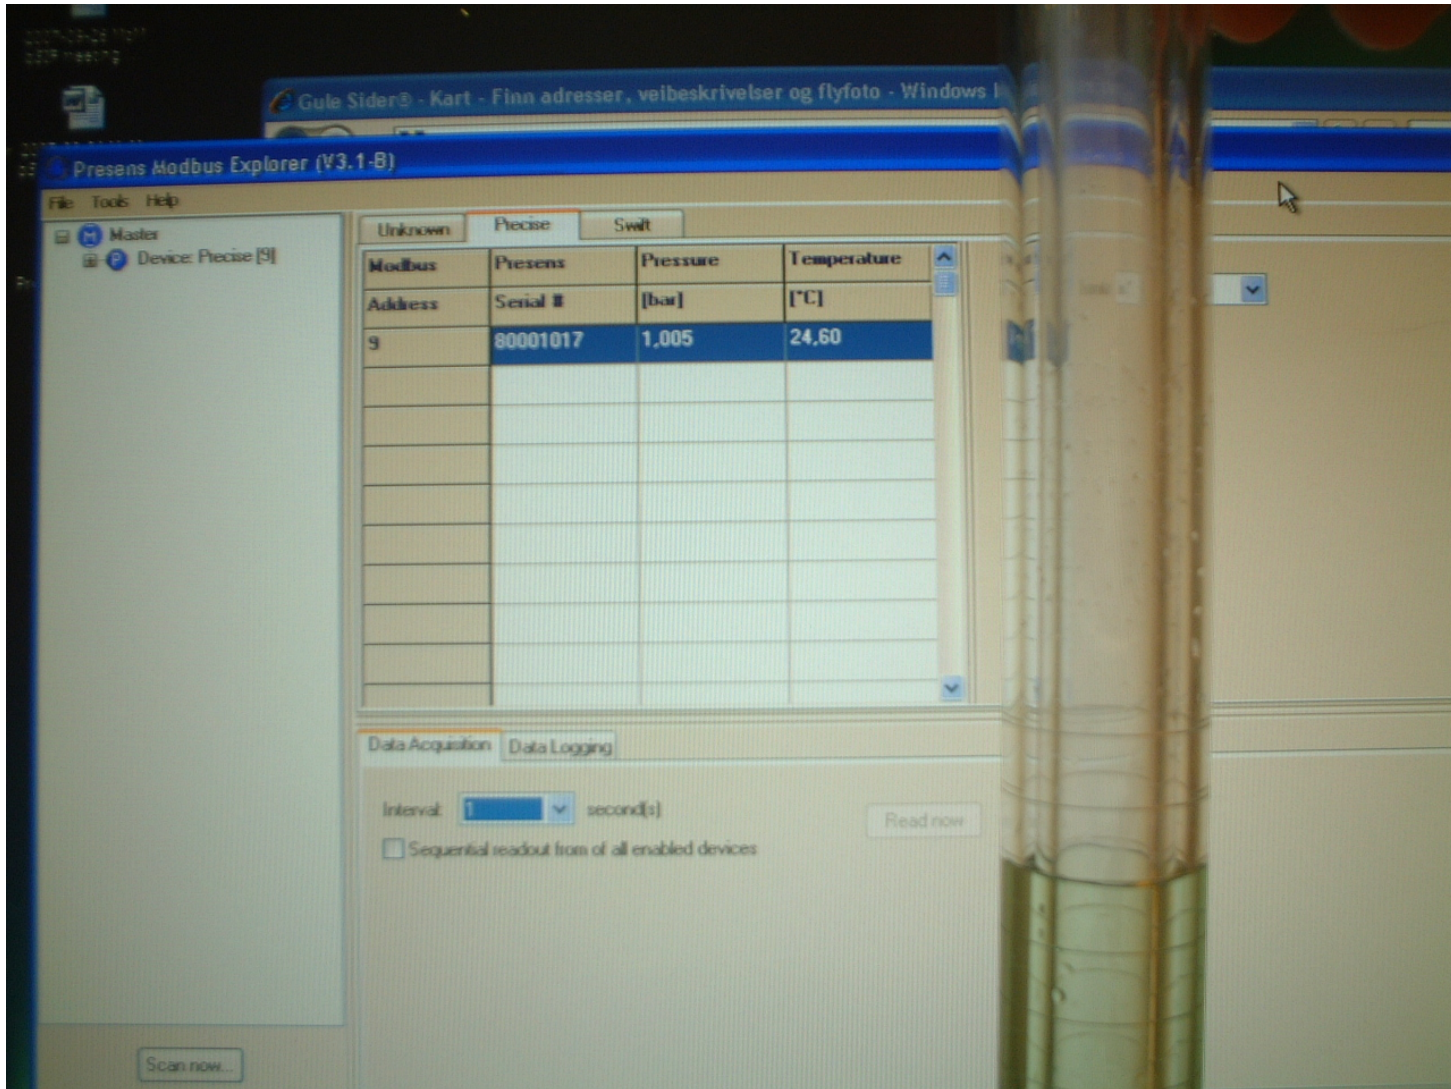 Gule Sider® - Kart - Finn adresser, veibeskrivelser og flyfoto - Windows I
Presens Modbus Explorer (V3.1-B)
File Tools Help
Master
Device: Precise [9]
Unknown Precise Swift
Modbus Presens Pressure Temperature
Address Serial # [bar] [°C]
9 80001017 1,005 24,60
Data Acquisition Data Logging
Interval: 1 second(s)
Read now
Sequential readout from of all enabled devices
Scan now...